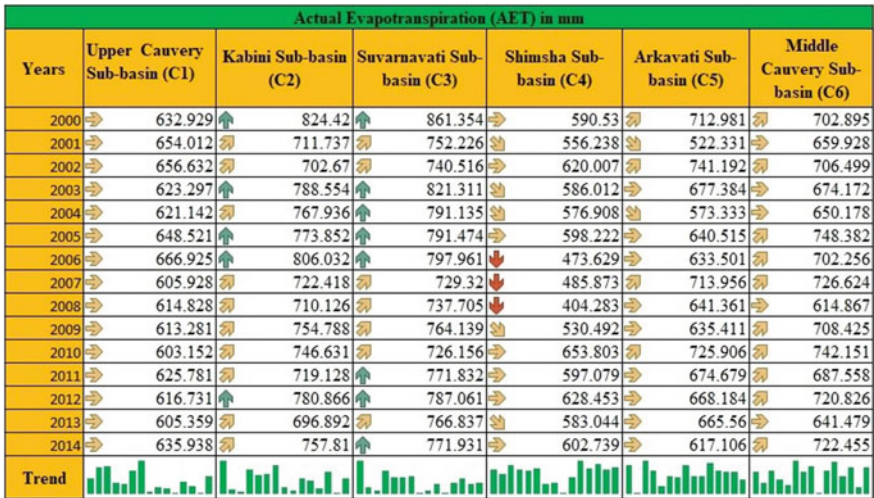 Actual Evapotranspiration (AET) in mm
Years Upper Cauvery Sub-basin (C1) Kabini Sub-basin (C2) Suvarnavati Sub-basin (C3) Shimsha Sub-basin (C4) Arkavati Sub-basin (C5) Middle Cauvery Sub-basin (C6)
2000 632.929 824.42 861.354 590.53 712.981 702.895
2001 654.012 711.737 752.226 556.238 522.331 659.928
2002 656.632 702.67 740.516 620.007 741.192 706.499
2003 623.297 788.554 821.311 586.012 677.384 674.172
2004 621.142 767.936 791.135 576.908 573.333 650.178
2005 648.521 773.852 791.474 598.222 640.515 748.382
2006 666.925 806.032 797.961 473.629 633.501 702.256
2007 605.928 722.418 729.32 485.873 713.956 726.624
2008 614.828 710.126 737.705 404.283 641.361 614.867
2009 613.281 754.788 764.139 530.492 635.411 708.425
2010 603.152 746.631 726.156 653.803 725.906 742.151
2011 625.781 719.128 771.832 597.079 674.679 687.558
2012 616.731 780.866 787.061 628.453 668.184 720.826
2013 605.359 696.892 766.837 583.044 665.56 641.479
2014 635.938 757.81 771.931 602.739 617.106 722.455
Trend